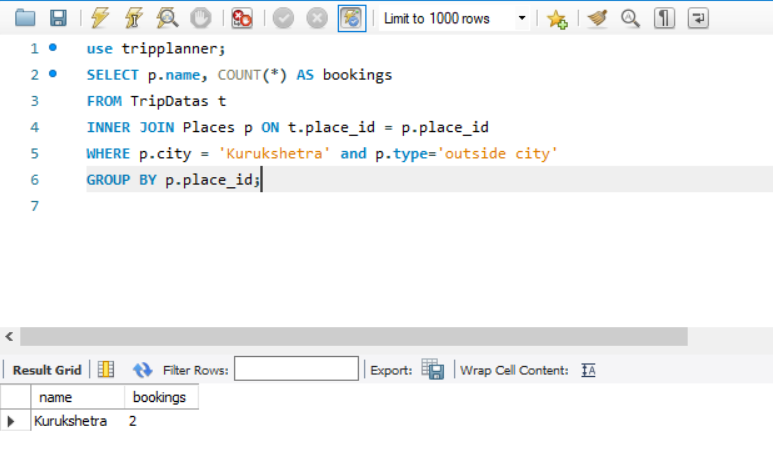 Limit to 1000 rows
1 use tripplanner;
2 SELECT p.name, COUNT(*) AS bookings
3 FROM TripDatas t
4 INNER JOIN Places p ON t.place_id = p.place_id
5 WHERE p.city = 'Kurukshetra' and p.type='outside city'
6 GROUP BY p.place_id;
7
Result Grid Filter Rows: Export: Wrap Cell Content: IA
name bookings
Kurukshetra 2